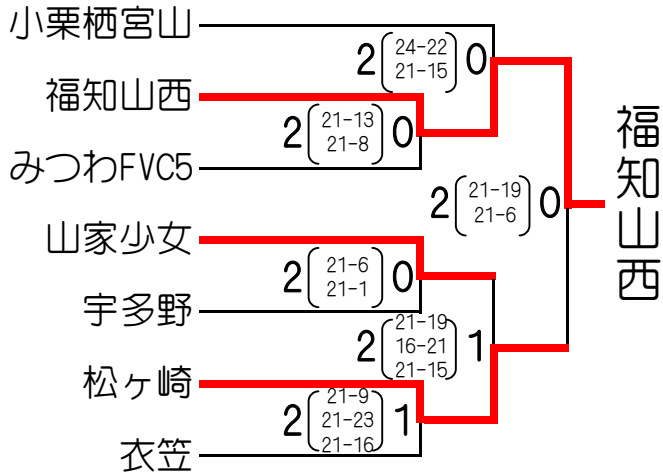 小栗栖宮山
2 24-22 0
21-15
福知山西
2 21-13 0
21-8
みつわFVC5
福知山西
2 21-19 0
21-6
山家少女
2 21-6 0
21-1
宇多野
2 21-19 1
16-21
21-15
松ヶ崎
2 21-9 1
21-23
21-16
衣笠